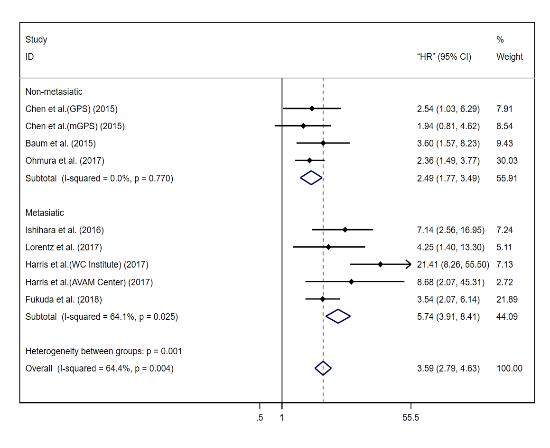 Study %
ID "HR" (95% CI) Weight
Non-metasiatic
Chen et al.(GPS) (2015) 2.54 (1.03, 6.29) 7.91
Chen et al.(mGPS) (2015) 1.94 (0.81, 4.62) 8.54
Baum et al. (2015) 3.60 (1.57, 8.23) 9.43
Ohmura et al. (2017) 2.36 (1.49, 3.77) 30.03
Subtotal (I-squared = 0.0%, p = 0.770) 2.49 (1.77, 3.49) 55.91
Metasiatic
Ishihara et al. (2016) 7.14 (2.56, 16.95) 7.24
Lorentz et al. (2017) 4.25 (1.40, 13.30) 5.11
Harris et al.(WC Institute) (2017) 21.41 (8.26, 55.50) 7.13
Harris et al.(AVAM Center) (2017) 8.68 (2.07, 45.31) 2.72
Fukuda et al. (2018) 3.54 (2.07, 6.14) 21.89
Subtotal (I-squared = 64.1%, p = 0.025) 5.74 (3.91, 8.41) 44.09
Heterogeneity between groups: p = 0.001
Overall (I-squared = 64.4%, p = 0.004) 3.59 (2.79, 4.63) 100.00
.5 1 55.5